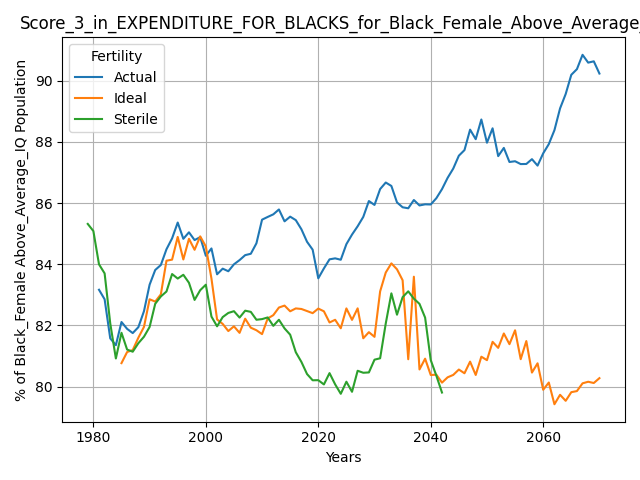 Score_3_in_EXPENDITURE_FOR_BLACKS_for_Black_Female_Above_Average_
Fertility
Actual
Ideal
Sterile
% of Black_Female Above_Average_IQ Population
90
88
86
84
82
80
1980
2000
2020
2040
2060
Years